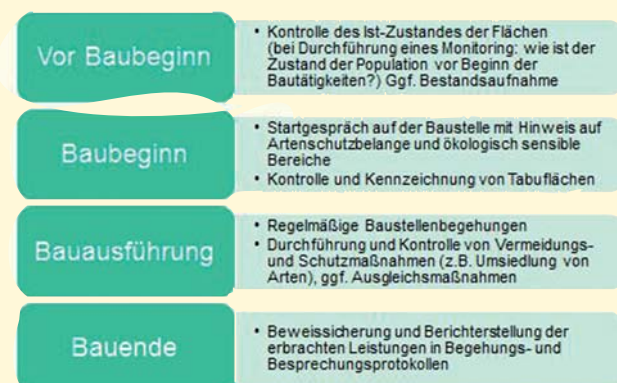 Vor Baubeginn
• Kontrolle des Ist-Zustandes der Flächen
(bei Durchführung eines Monitoring: wie ist der
Zustand der Population vor Beginn der
Bautätigkeiten?) Ggf. Bestandsaufnahme
Baubeginn
• Startgespräch auf der Baustelle mit Hinweis auf
Artenschutzbelange und ökologisch sensible
Bereiche
• Kontrolle und Kennzeichnung von Tabuflächen
Bauausführung
• Regelmäßige Baustellenbegehungen
• Durchführung und Kontrolle von Vermeidungs-
und Schutzmaßnahmen (z.B. Umsiedlung von
Arten), ggf. Ausgleichsmaßnahmen
Bauende
• Beweissicherung und Berichterstellung der
erbrachten Leistungen in Begehungs- und
Besprechungsprotokollen